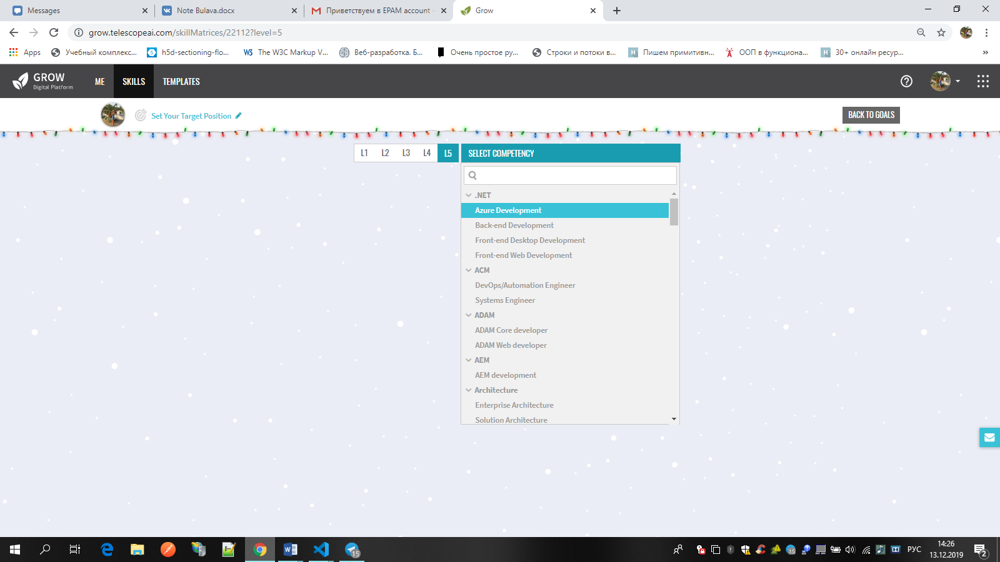 Messages
Note Bulava.docx
Приветствуем в EPAM account -
Grow
grow.telescopeai.com/skillMatrices/22112?level=5
Apps
Учебный комплекс...
h5d-sectioning-flo...
The W3C Markup V...
Веб-разработка. Б...
Очень простое ру...
Строки и потоки в...
Пишем примитивн...
ООП в функциона...
30+ онлайн ресур...
»
GROW
Digital Platform
ME
SKILLS
TEMPLATES
Set Your Target Position
BACK TO GOALS
L1
L2
L3
L4
L5
SELECT COMPETENCY
.NET
Azure Development
Back-end Development
Front-end Desktop Development
Front-end Web Development
ACM
DevOps/Automation Engineer
Systems Engineer
ADAM
ADAM Core developer
ADAM Web developer
AEM
AEM development
Architecture
Enterprise Architecture
Solution Architecture
15
15
РУС
14:26
13.12.2019
2